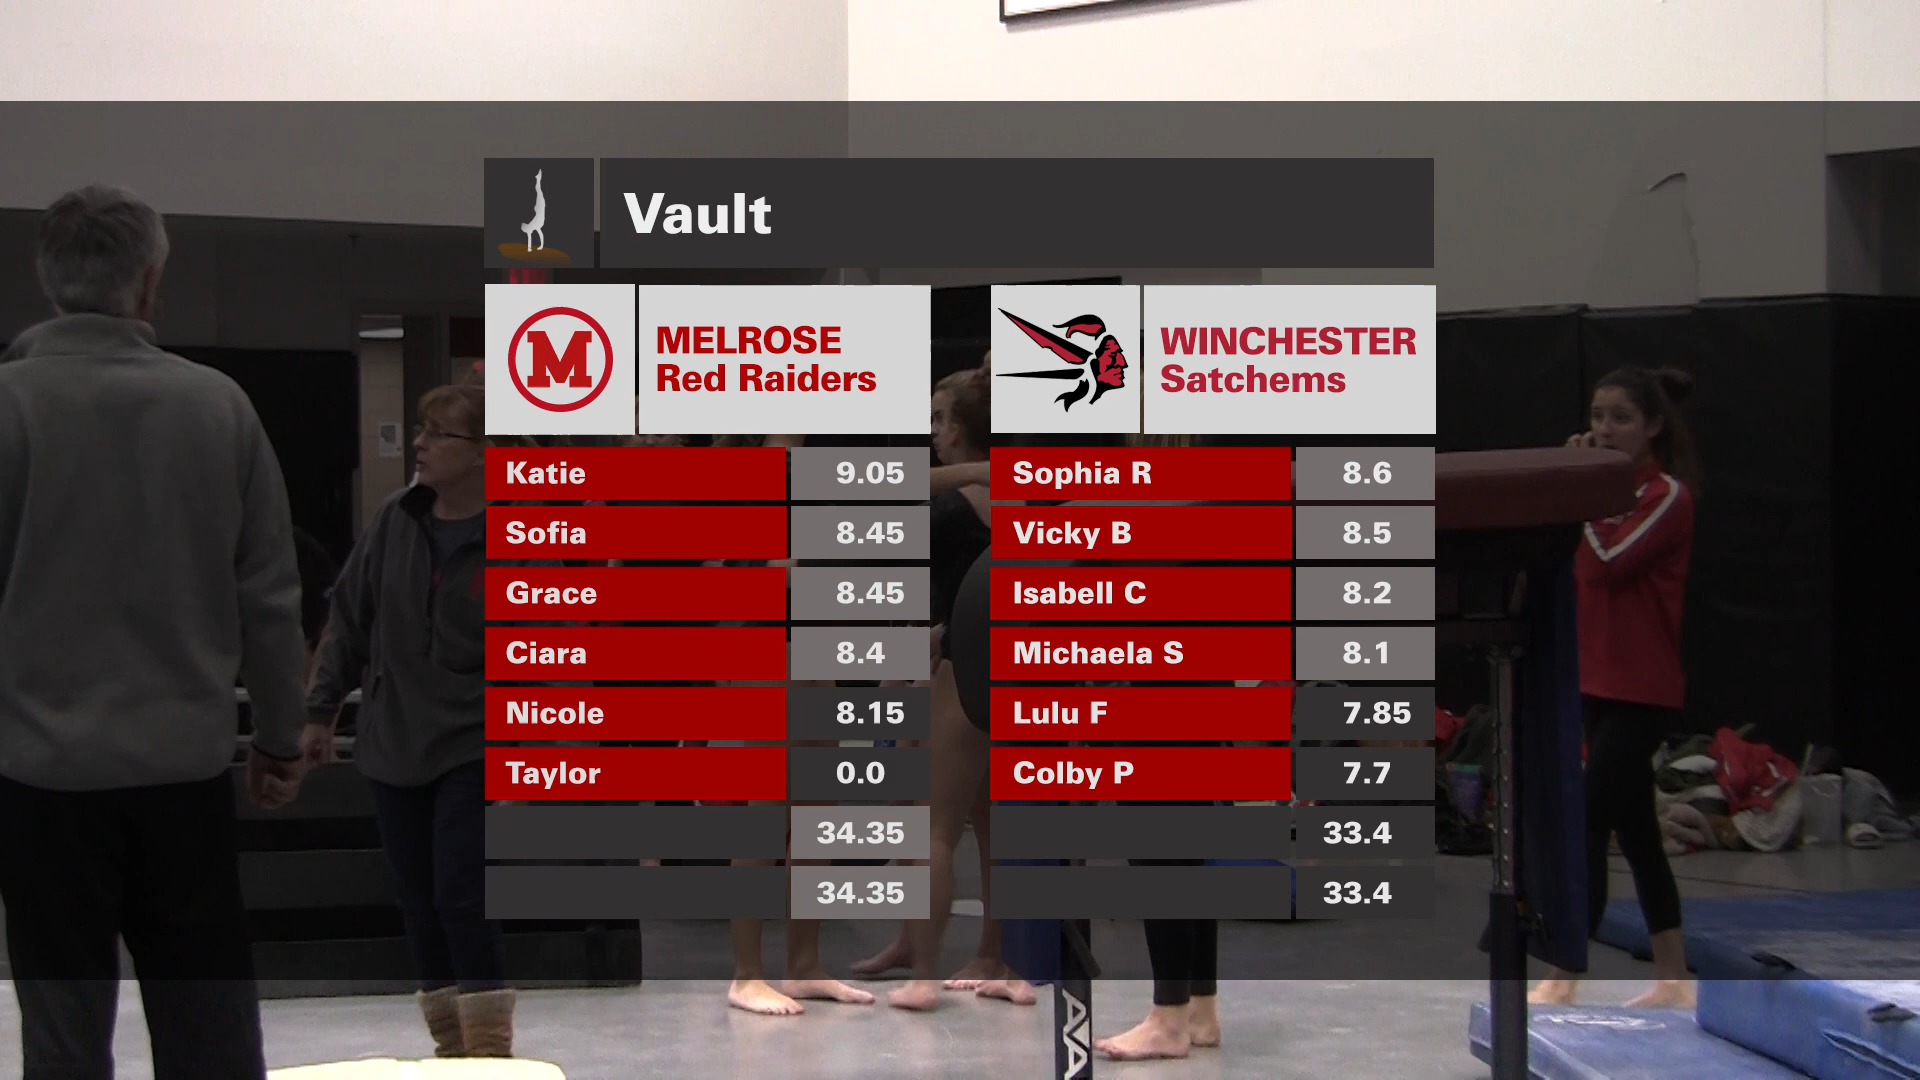 Vault
M
MELROSE
Red Raiders
WINCHESTER
Satchems
Katie 9.05 Sophia R 8.6
Sofia 8.45 Vicky B 8.5
Grace 8.45 Isabell C 8.2
Ciara 8.4 Michaela S 8.1
Nicole 8.15 Lulu F 7.85
Taylor 0.0 Colby P 7.7
34.35 33.4
34.35 33.4
AA